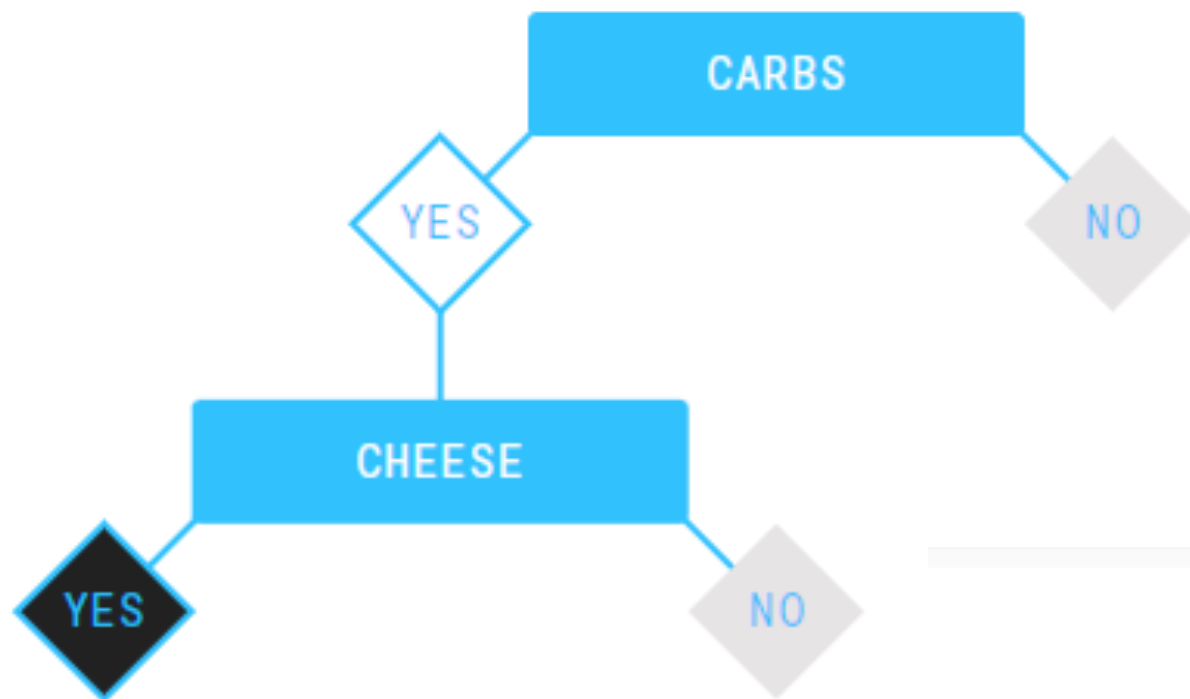 CARBS
YES
NO
CHEESE
YES
NO